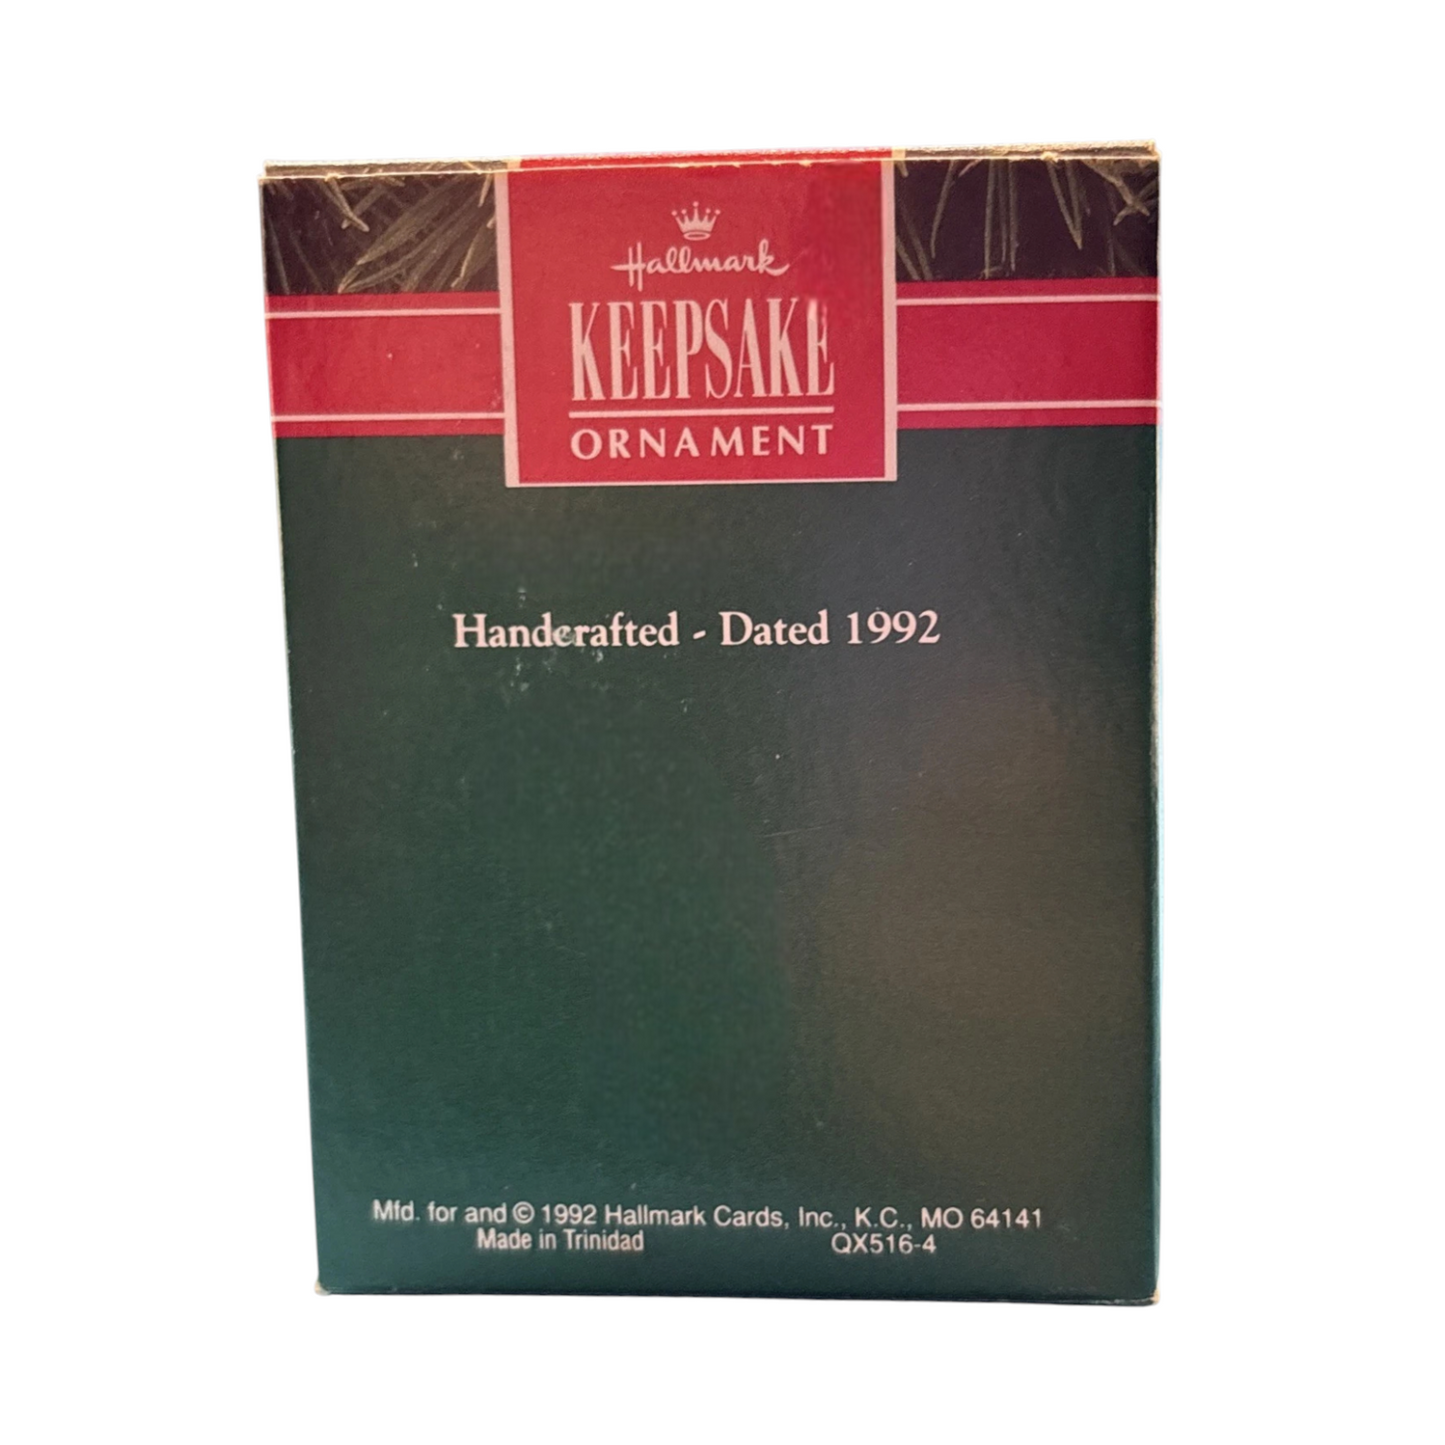 Hallmark
KEEPSAKE
ORNAMENT
Handcrafted - Dated 1992
Mfd. for and © 1992 Hallmark Cards, Inc., K.C., MO 64141
Made in Trinidad QX516-4